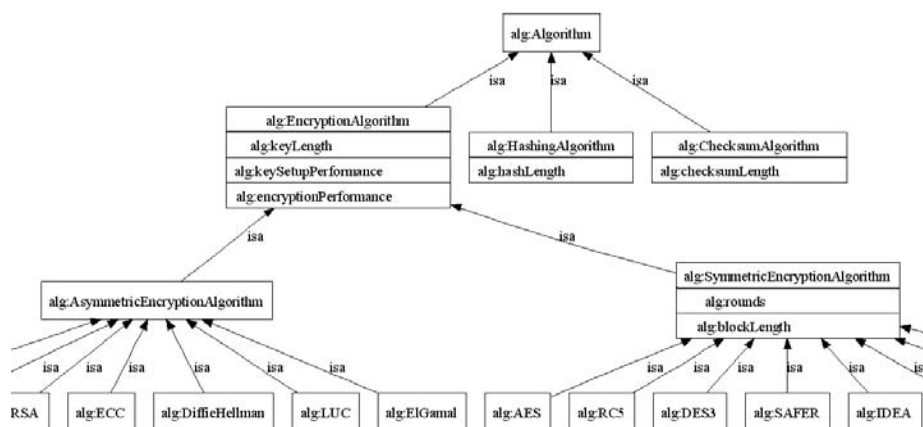 alg:Algorithm
isa
isa
isa
alg:EncryptionAlgorithm
alg:keyLength
alg:keySetupPerformance
alg:encryptionPerformance
alg:HashingAlgorithm
alg:hashLength
alg:ChecksumAlgorithm
alg:checksumLength
isa
isa
alg:AsymmetricEncryptionAlgorithm
alg:SymmetricEncryptionAlgorithm
alg:rounds
alg:blockLength
isa
isa
isa
isa
isa
isa
isa
isa
isa
isa
isa
RSA
alg:ECC
alg:DiffieHellman
alg:LUC
alg:ElGamal
alg:AES
alg:RC5
alg:DES3
alg:SAFER
alg:IDEA